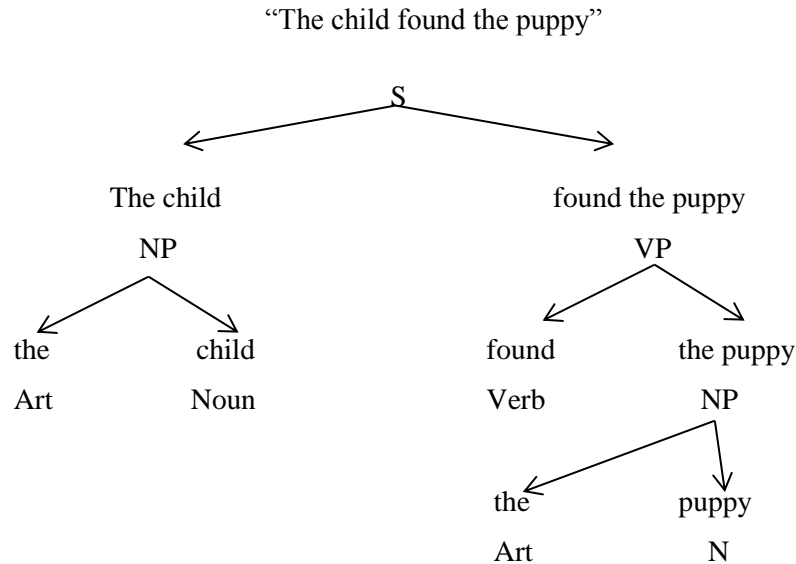 “The child found the puppy”
S
The child found the puppy
NP VP
the child found the puppy
Art Noun Verb NP
the puppy
Art N